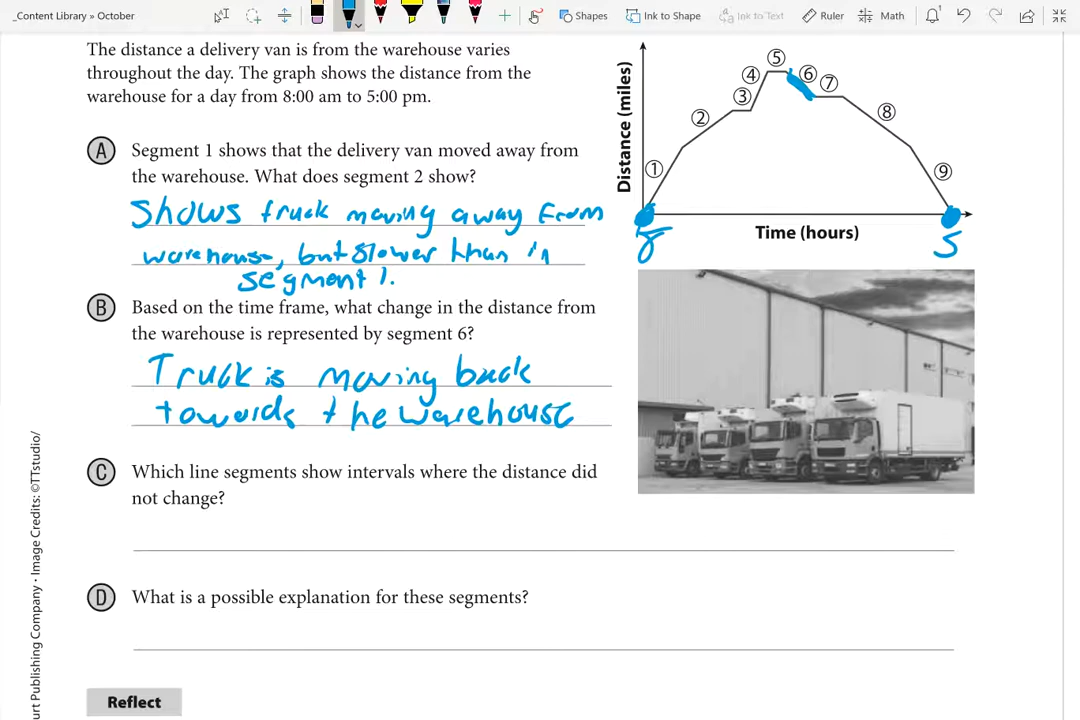 _Content Library » October
Shapes
Ink to Shape
Ink to Text
Ruler
Math
The distance a delivery van is from the warehouse varies
throughout the day. The graph shows the distance from the
warehouse for a day from 8:00 am to 5:00 pm.
Distance (miles)
1
2
3
4
5
6
7
8
9
Time (hours)
8
5
A Segment 1 shows that the delivery van moved away from
the warehouse. What does segment 2 show?
Shows truck moving away From
warehouse, but slower than in
segment 1.
B Based on the time frame, what change in the distance from
the warehouse is represented by segment 6?
Truck is moving back
towards the warehouse
C Which line segments show intervals where the distance did
not change?
D What is a possible explanation for these segments?
Reflect
urt Publishing Company • Image Credits: ©TTstudio/